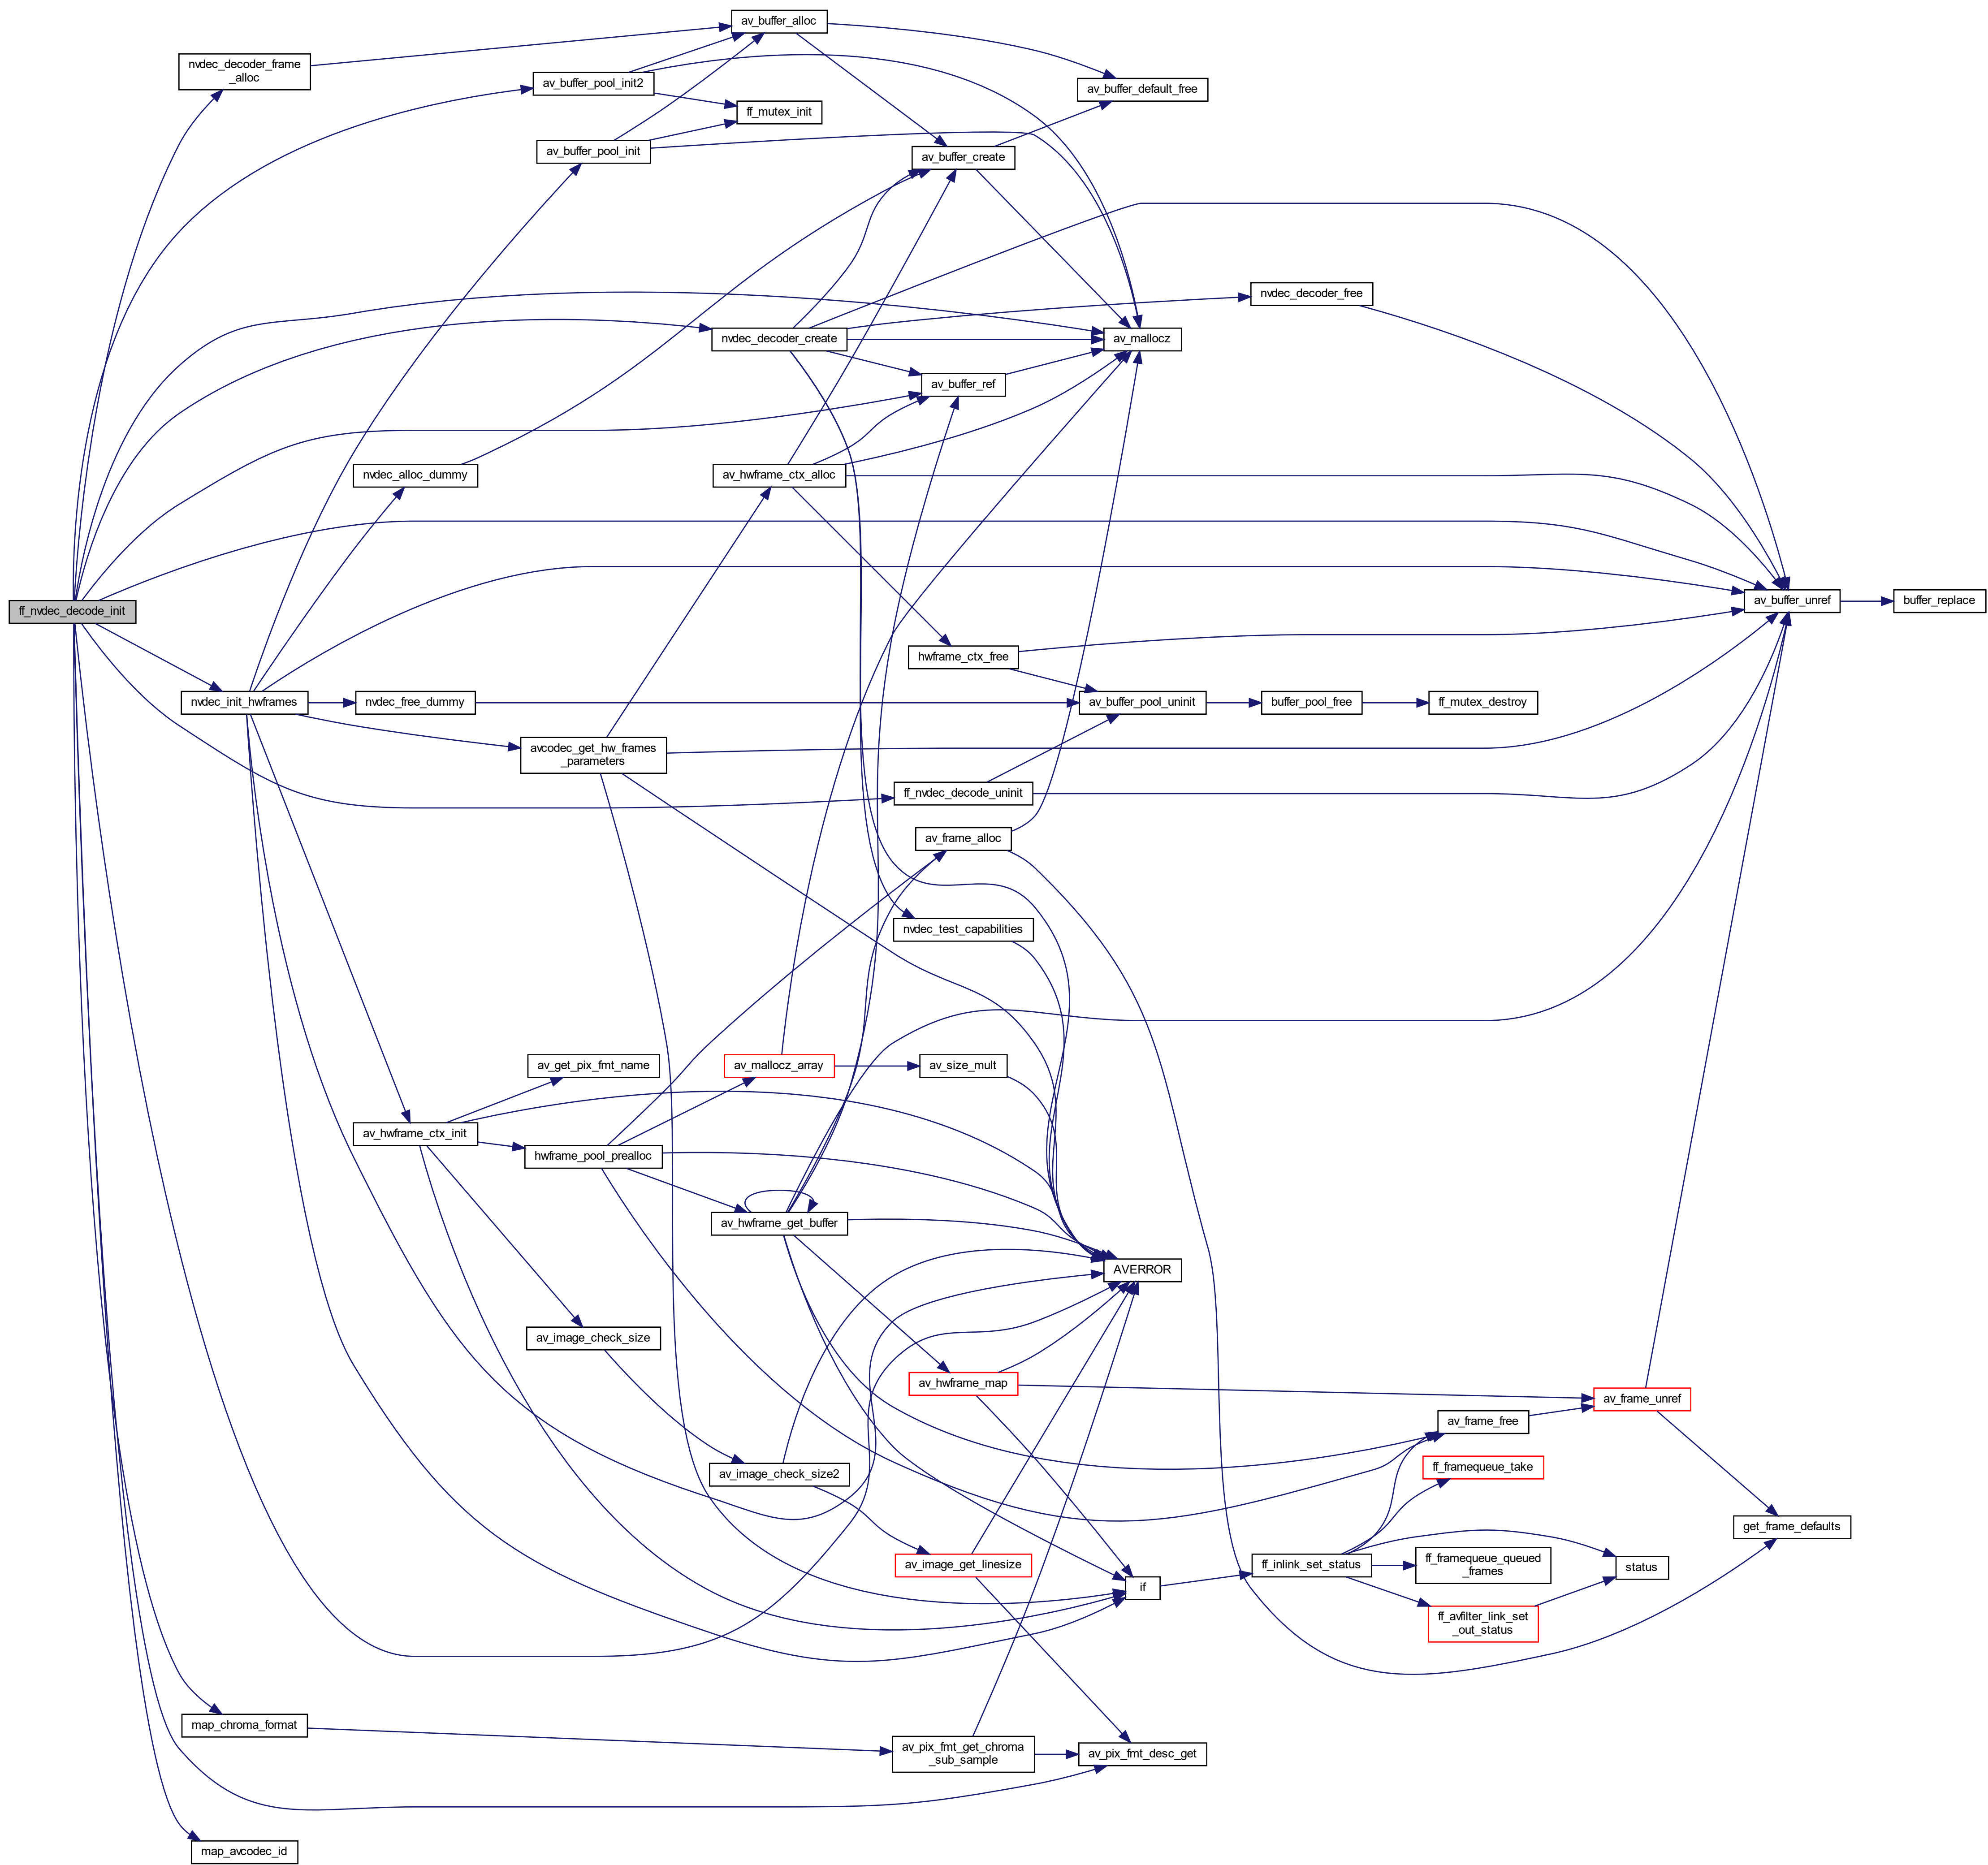 av_buffer_alloc
nvdec_decoder_frame
_alloc
av_buffer_pool_init2
av_buffer_default_free
ff_mutex_init
av_buffer_pool_init
av_buffer_create
nvdec_decoder_free
nvdec_decoder_create
av_mallocz
av_buffer_ref
nvdec_alloc_dummy
av_hwframe_ctx_alloc
ff_nvdec_decode_init
av_buffer_unref
buffer_replace
hwframe_ctx_free
nvdec_init_hwframes
nvdec_free_dummy
av_buffer_pool_uninit
buffer_pool_free
ff_mutex_destroy
avcodec_get_hw_frames
_parameters
ff_nvdec_decode_uninit
av_frame_alloc
nvdec_test_capabilities
av_get_pix_fmt_name
av_mallocz_array
av_size_mult
av_hwframe_ctx_init
hwframe_pool_prealloc
av_hwframe_get_buffer
AVERROR
av_image_check_size
av_hwframe_map
av_frame_unref
av_frame_free
av_image_check_size2
ff_framequeue_take
get_frame_defaults
av_image_get_linesize
ff_inlink_set_status
ff_framequeue_queued
_frames
status
if
ff_avfilter_link_set
_out_status
map_chroma_format
av_pix_fmt_get_chroma
_sub_sample
av_pix_fmt_desc_get
map_avcodec_id